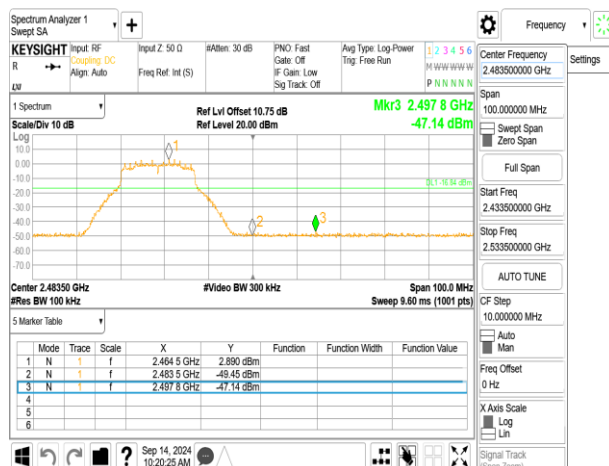 Spectrum Analyzer 1
Swept SA
Frequency
KEYSIGHT
Input: RF
Coupling: DC
Align: Auto
Input Z: 50 Ω
Freq Ref: Int (S)
#Atten: 30 dB
PNO: Fast
Gate: Off
IF Gain: Low
Sig Track: Off
Avg Type: Log-Power
Trig: Free Run
1 2 3 4 5 6
M W W W W W
P N N N N N
R
LXI
Center Frequency
2.483500000 GHz
Settings
Span
100.000000 MHz
Swept Span
Zero Span
Full Span
Start Freq
2.433500000 GHz
Stop Freq
2.533500000 GHz
AUTO TUNE
CF Step
10.000000 MHz
Auto
Man
Freq Offset
0 Hz
X Axis Scale
Log
Lin
Signal Track
(Span Zoom)
1 Spectrum
Scale/Div 10 dB
Ref Lvl Offset 10.75 dB
Ref Level 20.00 dBm
Mkr3 2.497 8 GHz
-47.14 dBm
Log
10.0
0.00
-10.0
-20.0
-30.0
-40.0
-50.0
-60.0
-70.0
1
2
3
Center 2.48350 GHz
#Res BW 100 kHz
#Video BW 300 kHz
Span 100.0 MHz
Sweep 9.60 ms (1001 pts)
5 Marker Table
Mode Trace Scale X Y Function Function Width Function Value
1 N 1 f 2.464 5 GHz 2.890 dBm
2 N 1 f 2.483 5 GHz -49.45 dBm
3 N 1 f 2.497 8 GHz -47.14 dBm
4
5
6
?
Sep 14, 2024
10:20:25 AM